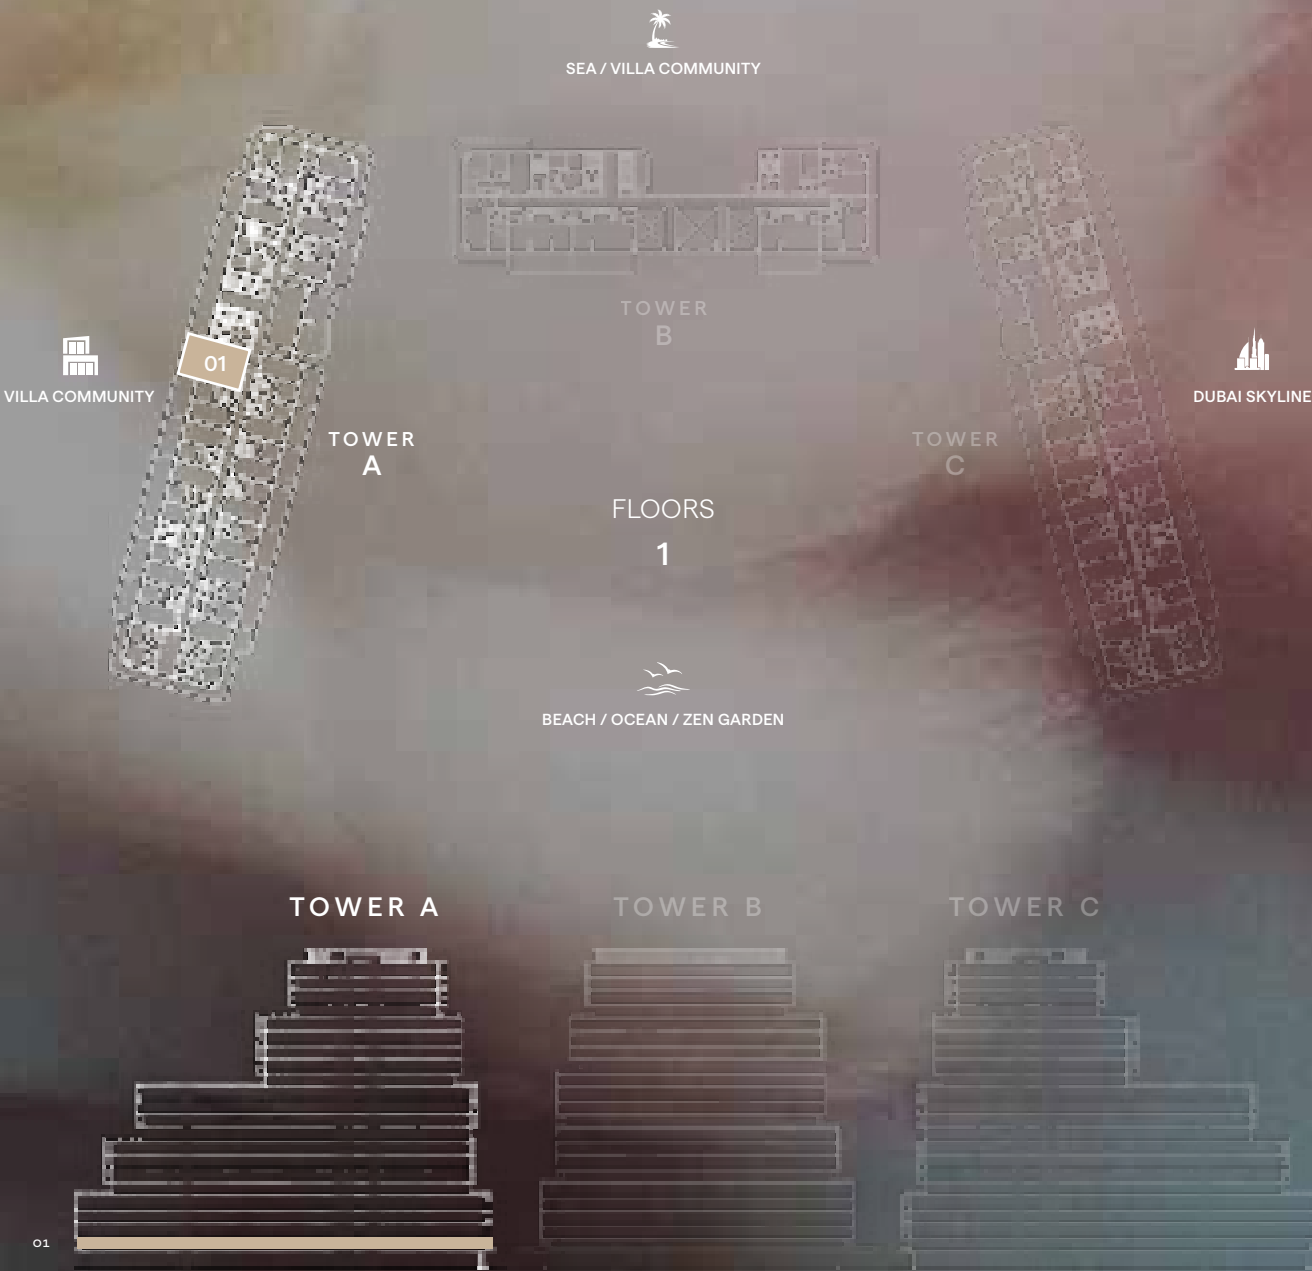 SEA / VILLA COMMUNITY
TOWER
B
01
VILLA COMMUNITY
DUBAI SKYLINE
TOWER
A
TOWER
C
FLOORS
1
BEACH / OCEAN / ZEN GARDEN
TOWER A
TOWER B
TOWER C
01